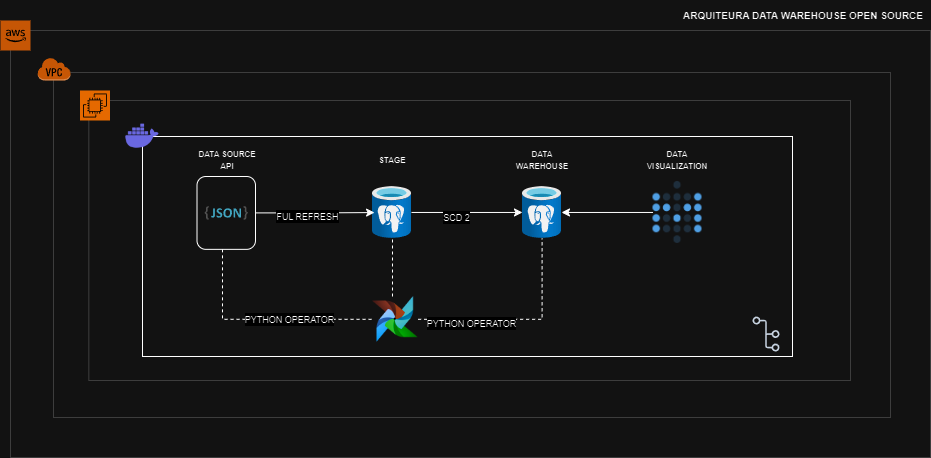 ARQUITEURA DATA WAREHOUSE OPEN SOURCE
aws
VPC
DATA SOURCE
API
STAGE
DATA
WAREHOUSE
DATA
VISUALIZATION
{JSON}
FUL REFRESH
SCD 2
PYTHON OPERATOR
PYTHON OPERATOR